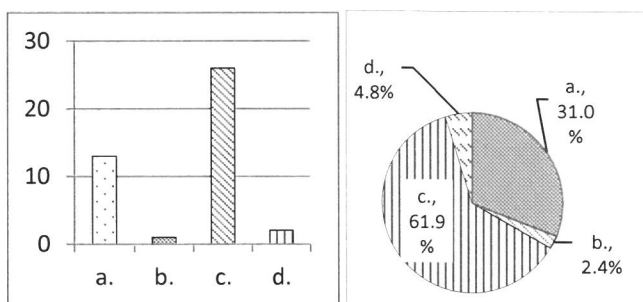 30
20
10
0
a. b. c. d.
d.,
4.8%
a.,
31.0
%
c.,
61.9
%
b.,
2.4%